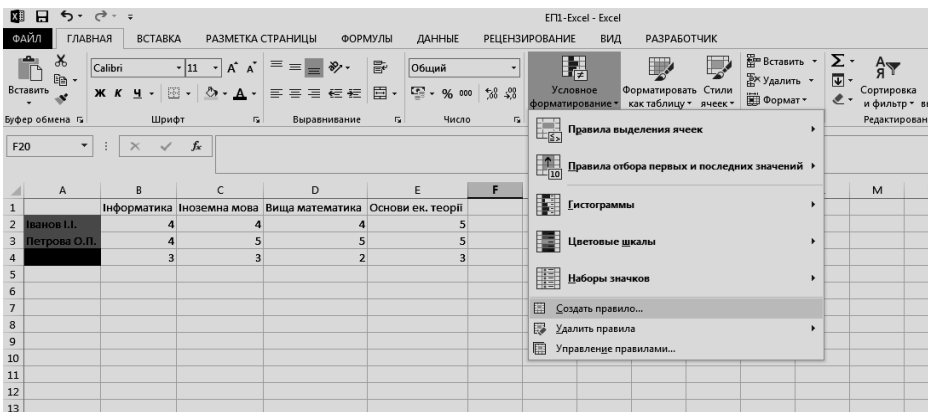 ЕП1-Excel - Excel
ФАЙЛ ГЛАВНАЯ ВСТАВКА РАЗМЕТКА СТРАНИЦЫ ФОРМУЛЫ ДАННЫЕ РЕЦЕНЗИРОВАНИЕ ВИД РАЗРАБОТЧИК
Вставить
Буфер обмена
Calibri 11
Ж К Ч
Шрифт
Выравнивание
Общий
% 000
Число
Условное форматирование
Форматировать как таблицу
Стили ячеек
Вставить
Удалить
Формат
Сортировка
и фильтр
Редактирован
F20
fx
Правила выделения ячеек
Правила отбора первых и последних значений
Гистограммы
Цветовые шкалы
Наборы значков
Создать правило...
Удалить правила
Управление правилами...
A B C D E F M
1 Інформатика Іноземна мова Вища математика Основи ек. теорії
2 Іванов І.І. 4 4 4 5
3 Петрова О.П. 4 5 5 5
4 3 3 2 3
5
6
7
8
9
10
11
12
13